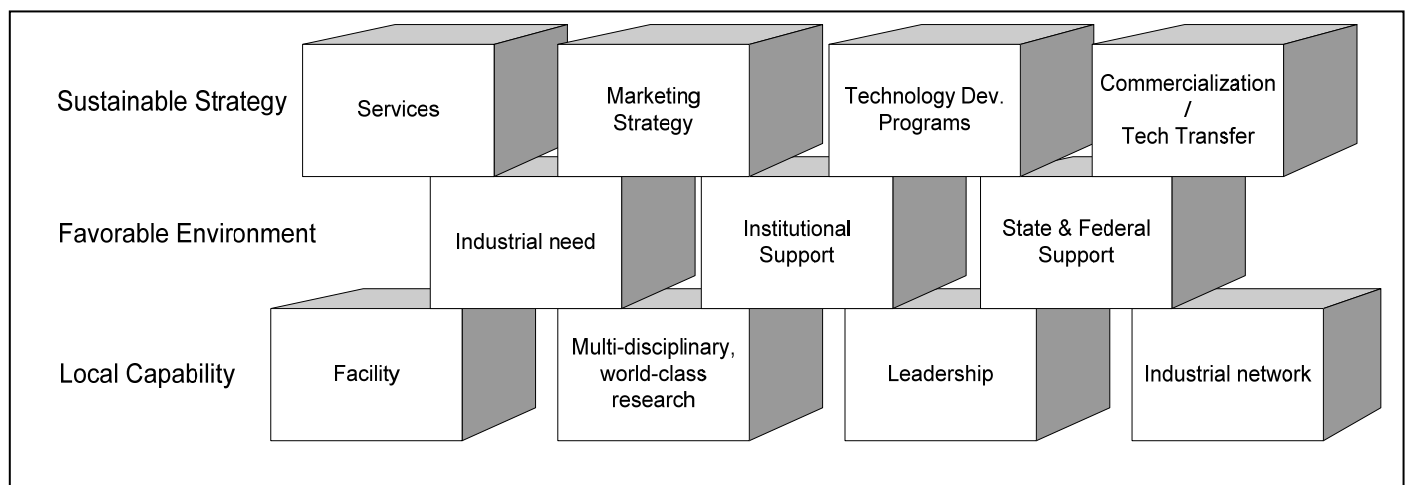 Sustainable Strategy
Services
Marketing
Strategy
Technology Dev.
Programs
Commercialization
/
Tech Transfer
Favorable Environment
Industrial need
Institutional
Support
State & Federal
Support
Local Capability
Facility
Multi-disciplinary,
world-class
research
Leadership
Industrial network